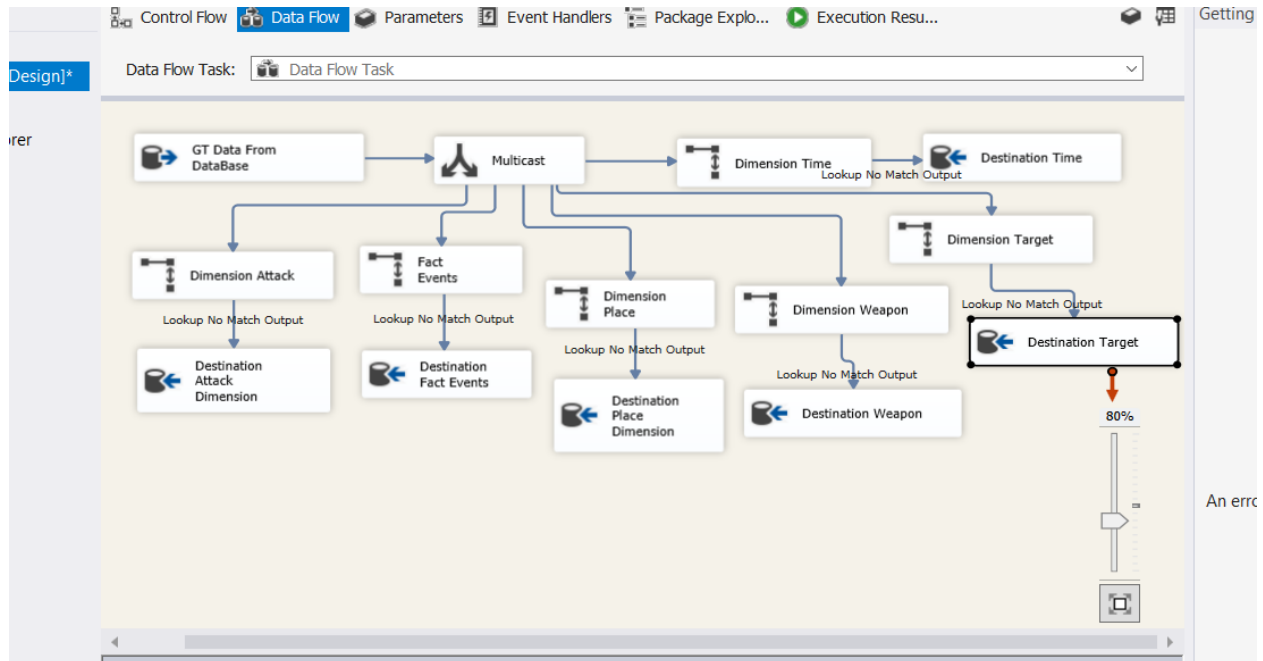 Control Flow
Data Flow
Parameters
Event Handlers
Package Explo...
Execution Resu...
Getting
Design]*
Data Flow Task:
Data Flow Task
orer
GT Data From
DataBase
Multicast
Dimension Time
Lookup No Match Output
Destination Time
Dimension Target
Dimension Attack
Fact
Events
Dimension
Place
Dimension Weapon
Lookup No Match Output
Lookup No Match Output
Lookup No Match Output
Lookup No Match Output
Lookup No Match Output
Destination Target
Destination
Attack
Dimension
Destination
Fact Events
Destination
Place
Dimension
Destination Weapon
80%
An erro